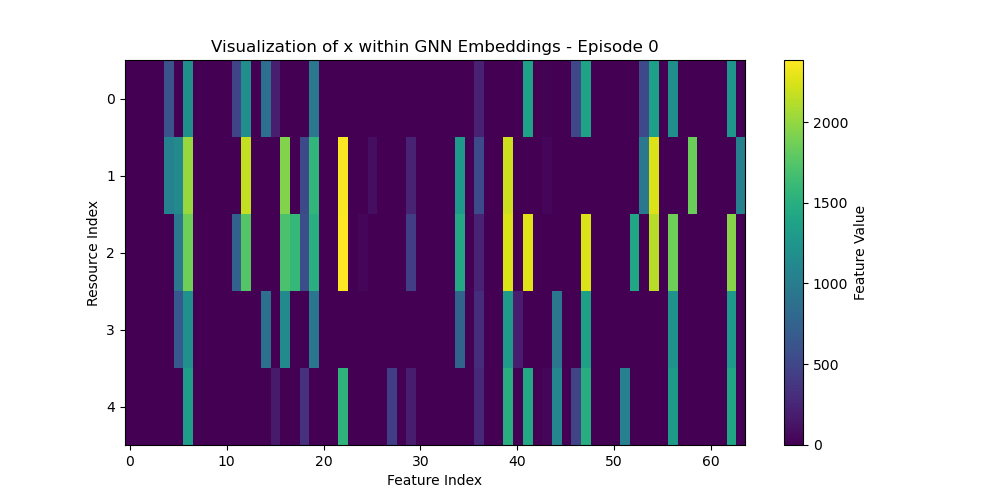 Visualization of x within GNN Embeddings - Episode 0
Resource Index
0
1
2
3
4
0 10 20 30 40 50 60
Feature Index
2000
1500
1000
500
0
Feature Value